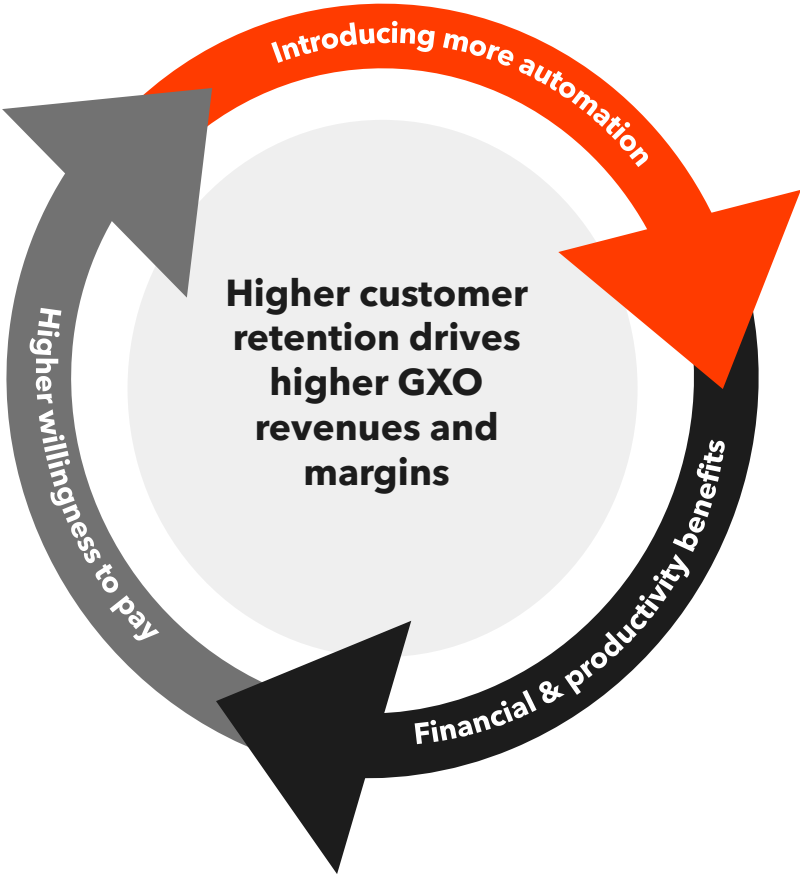 Introducing more automation
Higher customer
retention drives
higher GXO
revenues and
margins
Financial & productivity benefits
Higher willingness to pay